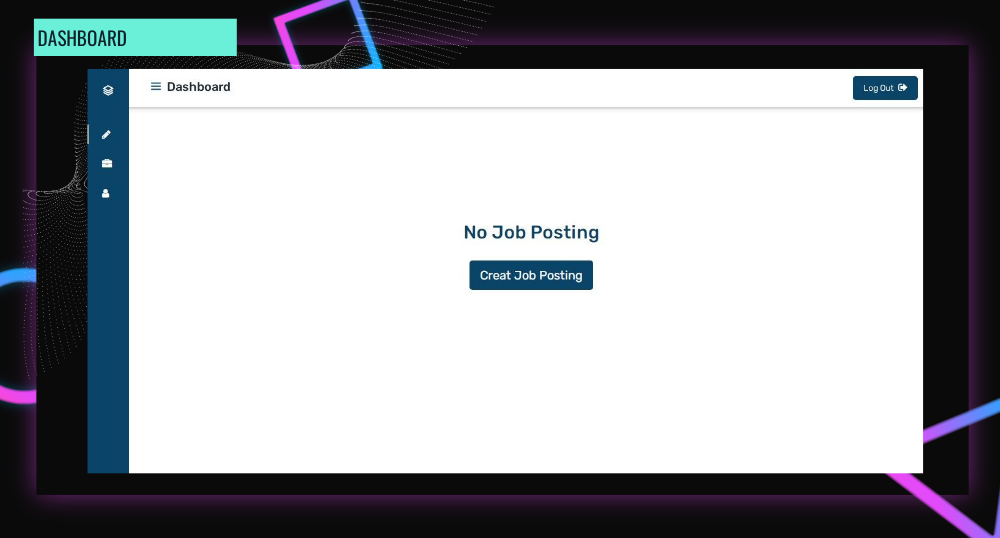 DASHBOARD
Dashboard
Log Out
No Job Posting
Creat Job Posting